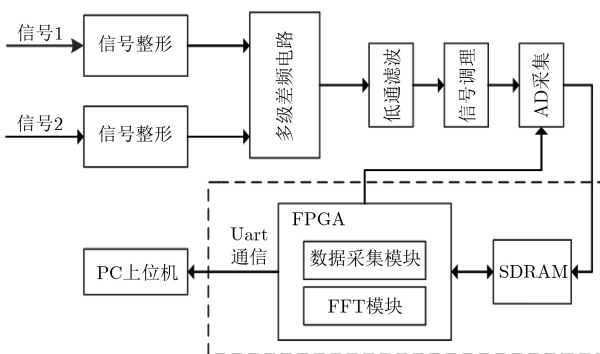 信号1
信号整形
信号2
信号整形
多级差频电路
低通滤波
信号调理
AD采集
FPGA
Uart
通信
数据采集模块
FFT模块
PC上位机
SDRAM